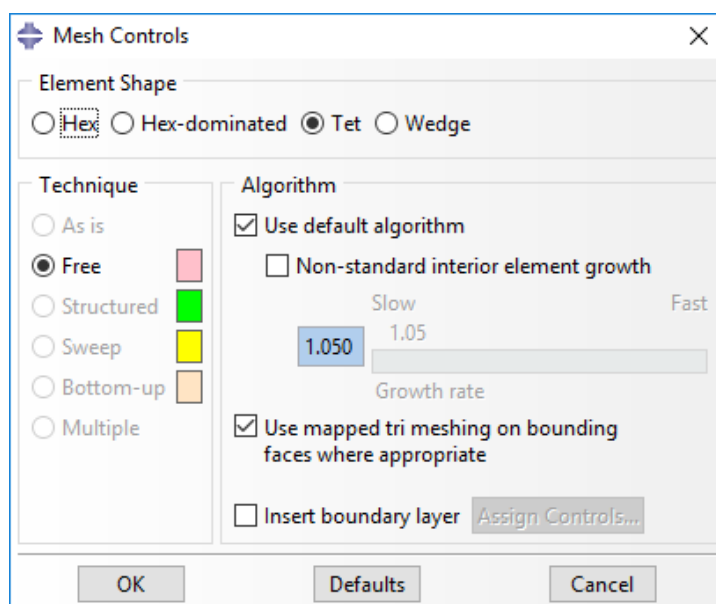 Mesh Controls
Element Shape
Hex Hex-dominated Tet Wedge
Technique
As is
Free
Structured
Sweep
Bottom-up
Multiple
Algorithm
Use default algorithm
Non-standard interior element growth
Slow Fast
1.05
1.050
Growth rate
Use mapped tri meshing on bounding
faces where appropriate
Insert boundary layer Assign Controls...
OK Defaults Cancel